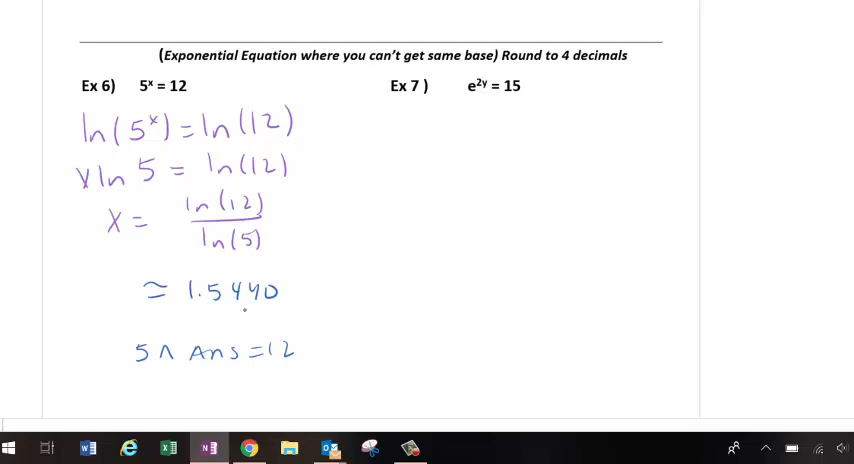 (Exponential Equation where you can't get same base) Round to 4 decimals
Ex 6) 5ˣ = 12
ln(5ˣ) = ln(12)
x ln 5 = ln(12)
x = ln(12) / ln(5)
≃ 1.5440
5 ^ Ans = 12
Ex 7 ) e²ʸ = 15